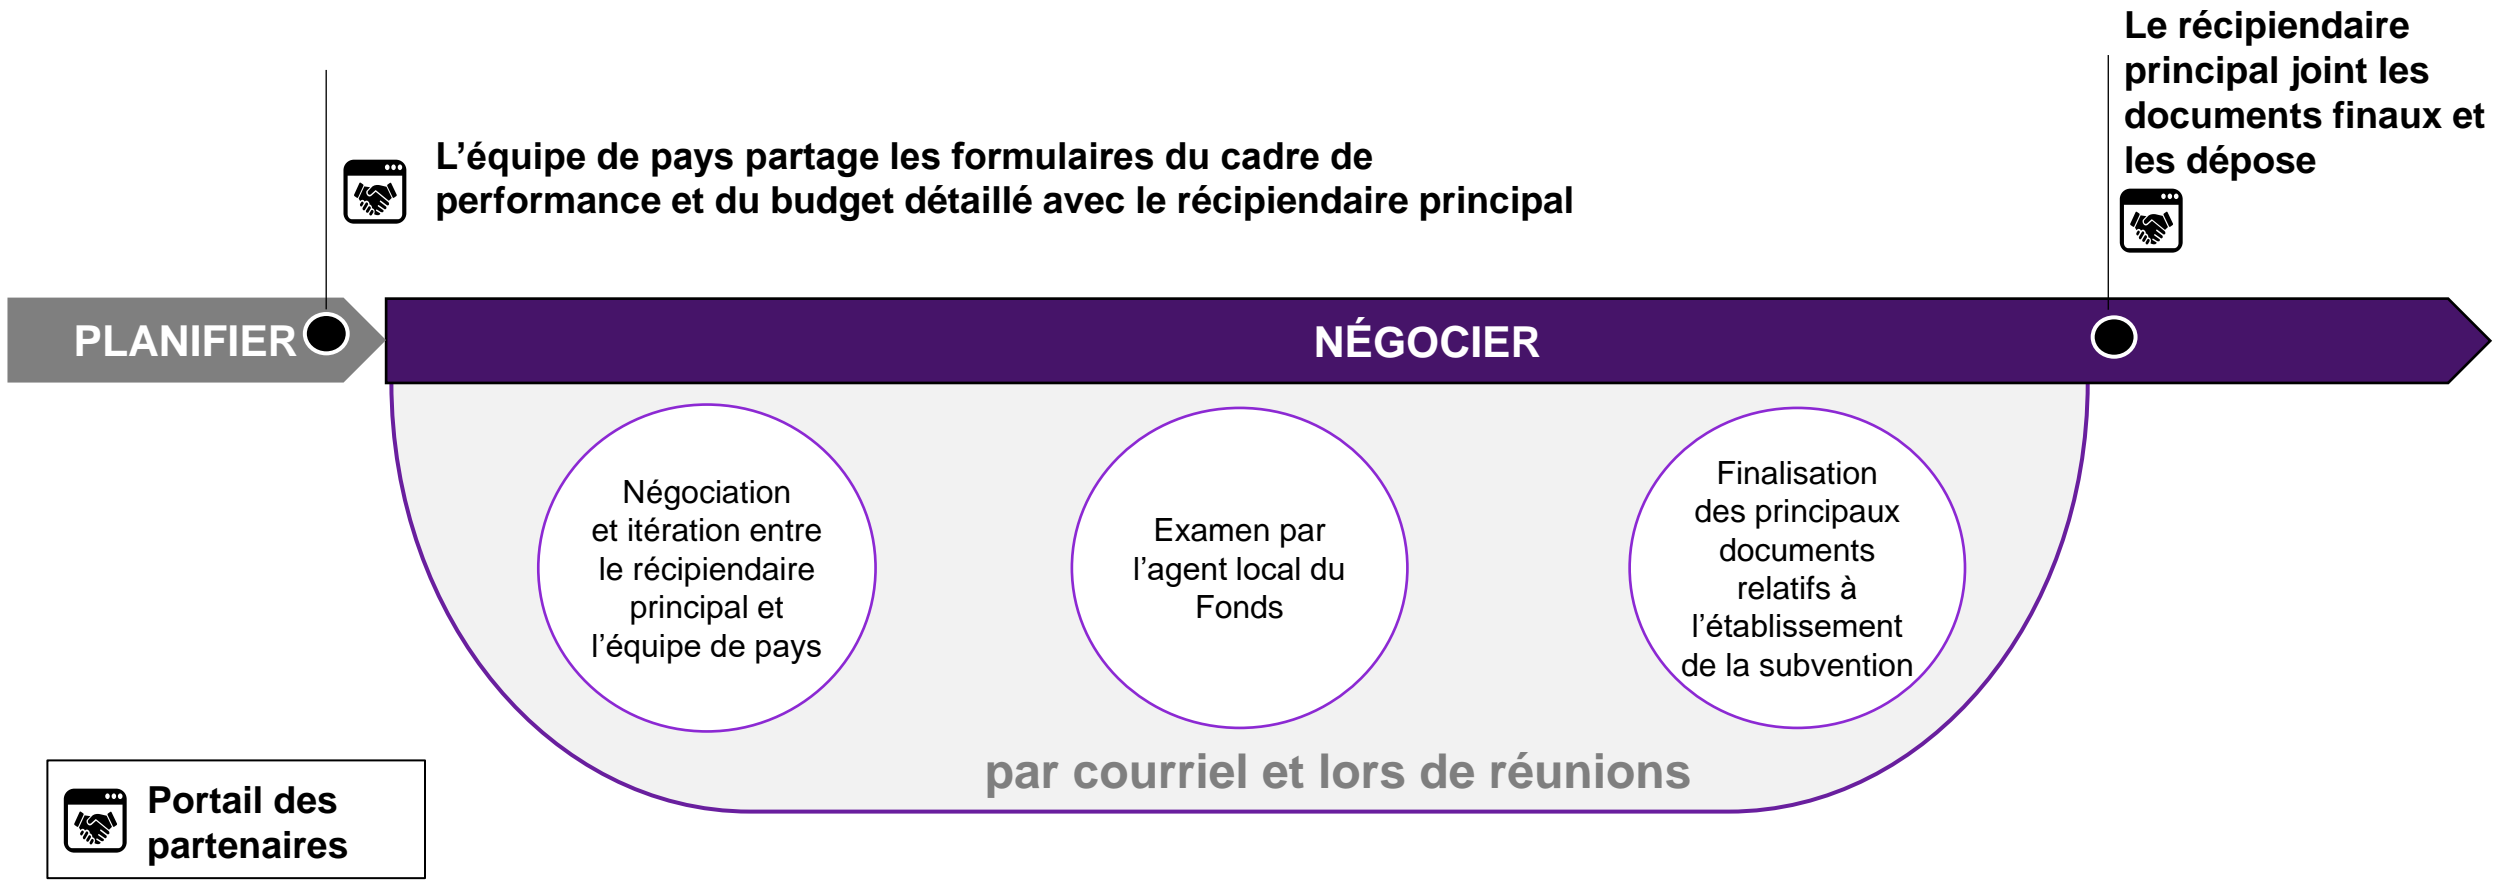 Le récipiendaire
principal joint les
documents finaux et
les dépose
L’équipe de pays partage les formulaires du cadre de
performance et du budget détaillé avec le récipiendaire principal
PLANIFIER
NÉGOCIER
Négociation
et itération entre
le récipiendaire
principal et
l’équipe de pays
Examen par
l’agent local du
Fonds
Finalisation
des principaux
documents
relatifs à
l’établissement
de la subvention
par courriel et lors de réunions
Portail des
partenaires